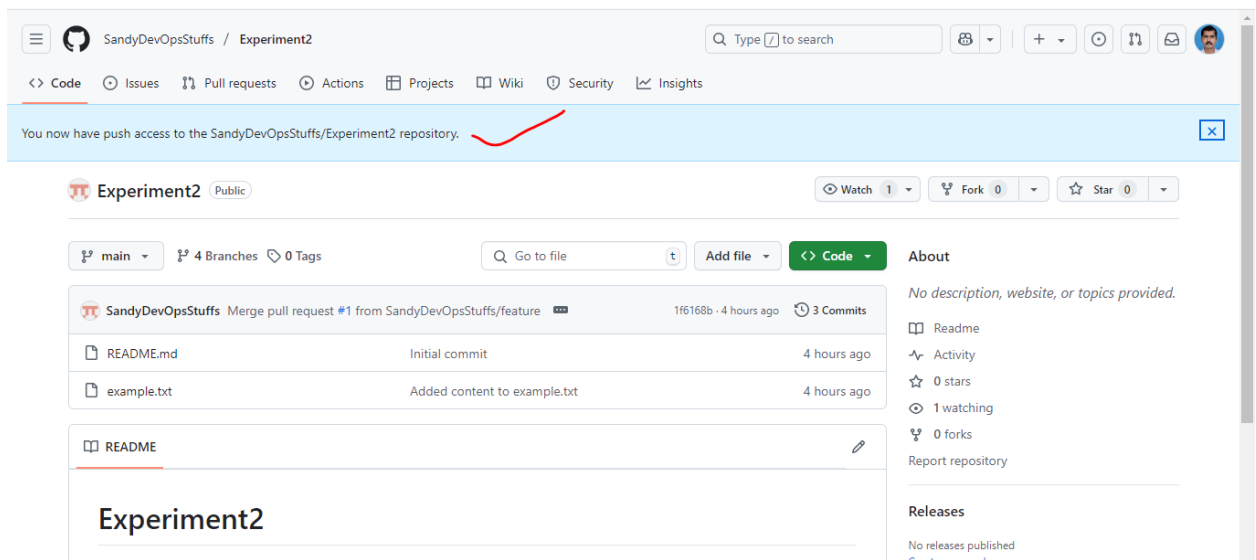 SandyDevOpsStuffs / Experiment2
Type / to search
Code Issues Pull requests Actions Projects Wiki Security Insights
You now have push access to the SandyDevOpsStuffs/Experiment2 repository.
Experiment2 Public
Watch 1 Fork 0 Star 0
main 4 Branches 0 Tags Go to file t Add file Code
About
No description, website, or topics provided.
SandyDevOpsStuffs Merge pull request #1 from SandyDevOpsStuffs/feature 1f6168b · 4 hours ago 3 Commits
README.md Initial commit 4 hours ago
example.txt Added content to example.txt 4 hours ago
Readme
Activity
0 stars
1 watching
0 forks
Report repository
README
Experiment2
Releases
No releases published